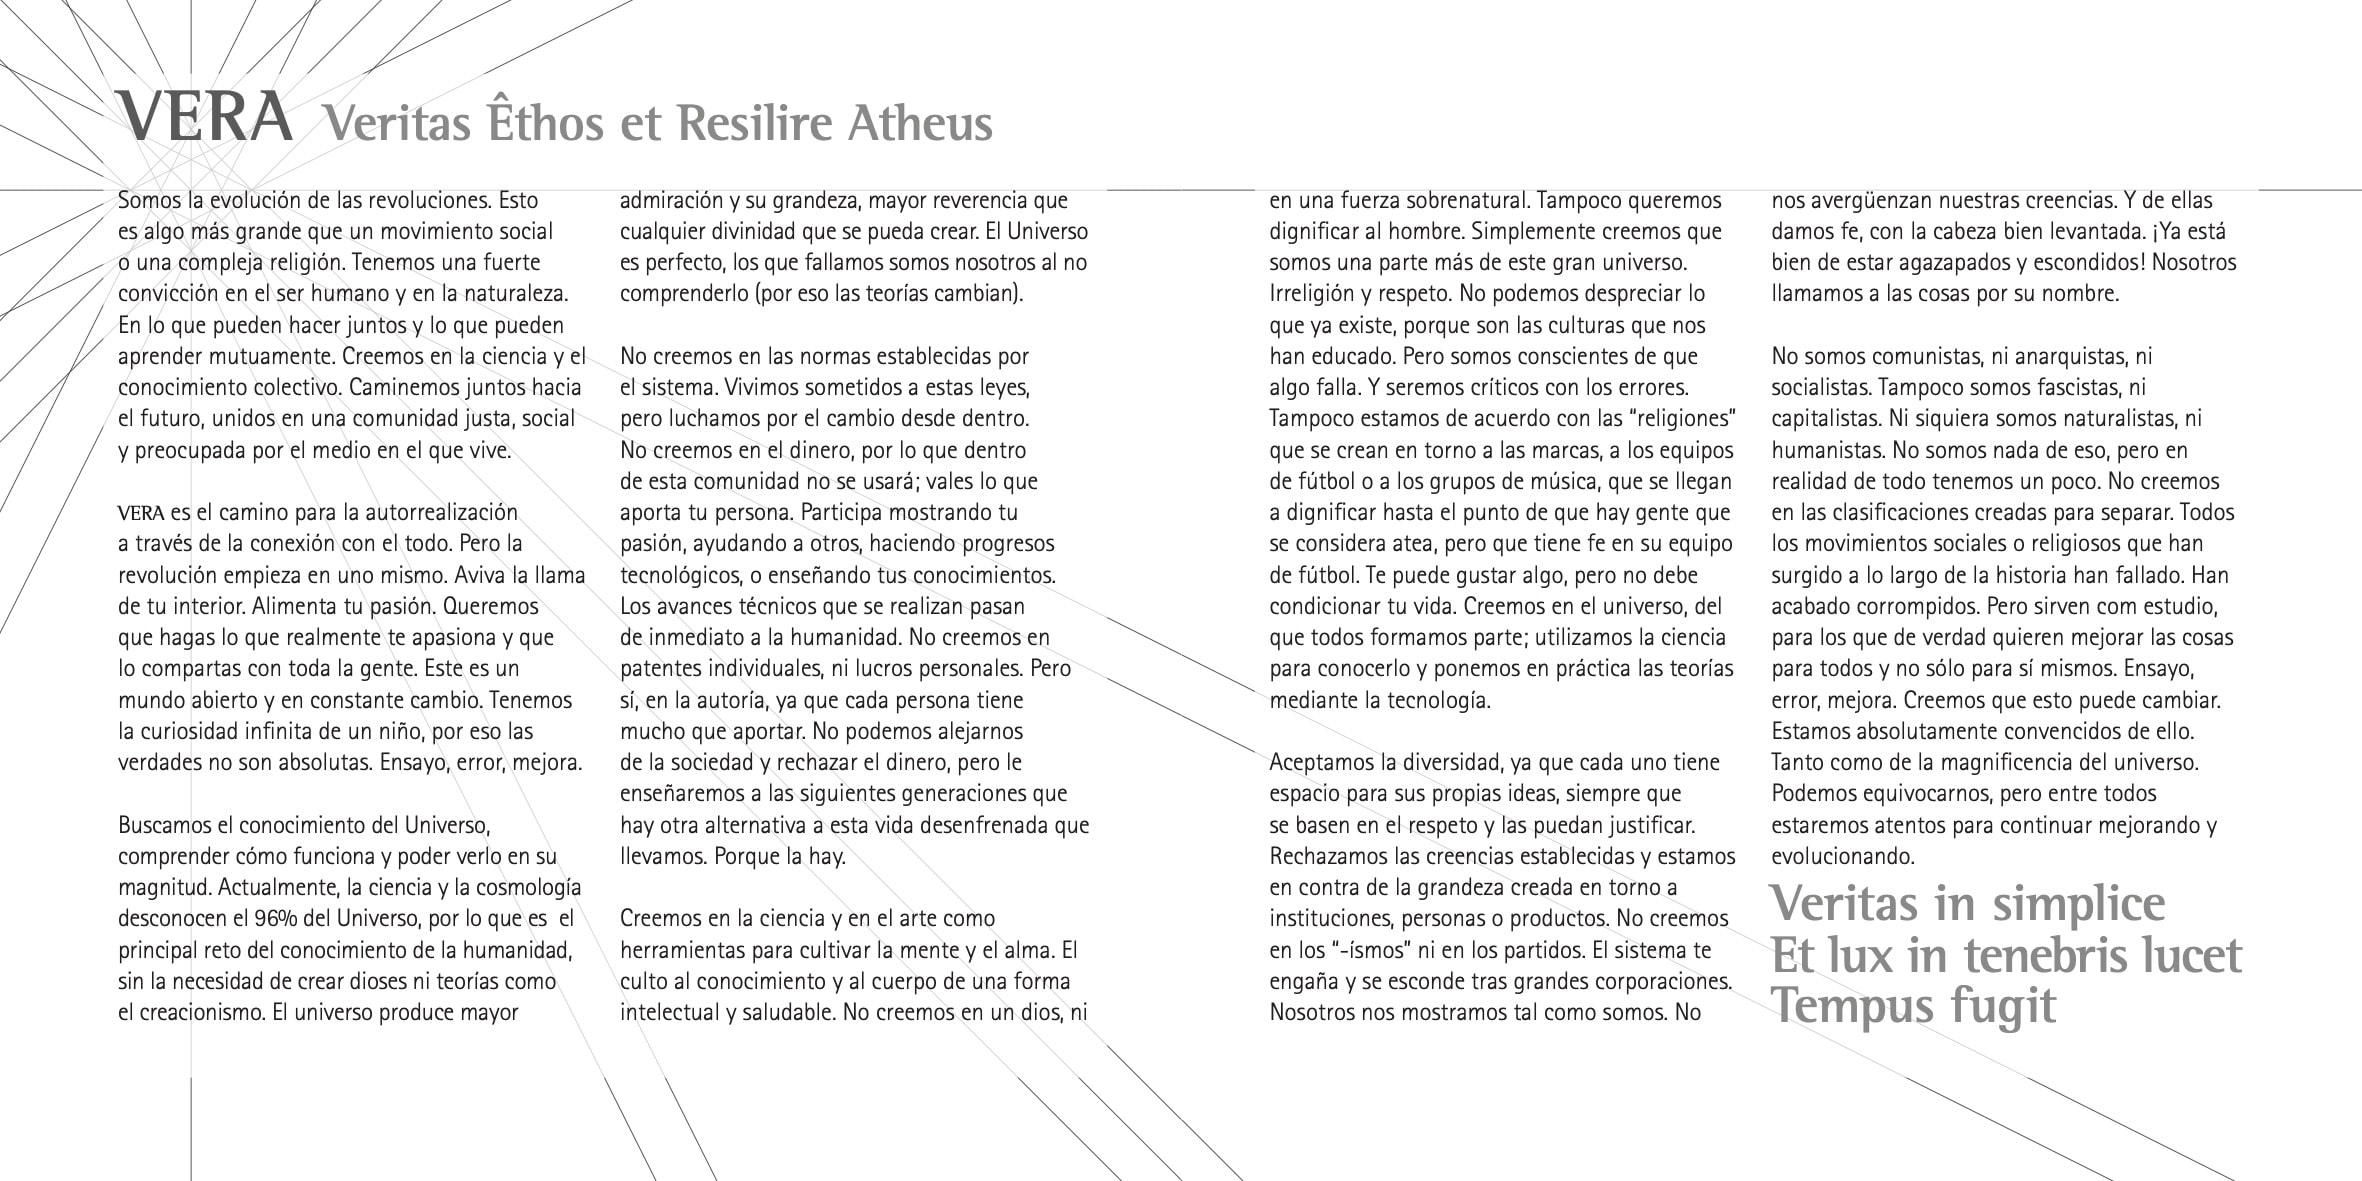 VERA Veritas Êthos et Resilire Atheus
Somos la evolución de las revoluciones. Esto
es algo más grande que un movimiento social
o una compleja religión. Tenemos una fuerte
convicción en el ser humano y en la naturaleza.
En lo que pueden hacer juntos y lo que pueden
aprender mutuamente. Creemos en la ciencia y el
conocimiento colectivo. Caminemos juntos hacia
el futuro, unidos en una comunidad justa, social
y preocupada por el medio en el que vive.
VERA es el camino para la autorrealización
a través de la conexión con el todo. Pero la
revolución empieza en uno mismo. Aviva la llama
de tu interior. Alimenta tu pasión. Queremos
que hagas lo que realmente te apasiona y que
lo compartas con toda la gente. Este es un
mundo abierto y en constante cambio. Tenemos
la curiosidad infinita de un niño, por eso las
verdades no son absolutas. Ensayo, error, mejora.
Buscamos el conocimiento del Universo,
comprender cómo funciona y poder verlo en su
magnitud. Actualmente, la ciencia y la cosmología
desconocen el 96% del Universo, por lo que es el
principal reto del conocimiento de la humanidad,
sin la necesidad de crear dioses ni teorías como
el creacionismo. El universo produce mayor
admiración y su grandeza, mayor reverencia que
cualquier divinidad que se pueda crear. El Universo
es perfecto, los que fallamos somos nosotros al no
comprenderlo (por eso las teorías cambian).
No creemos en las normas establecidas por
el sistema. Vivimos sometidos a estas leyes,
pero luchamos por el cambio desde dentro.
No creemos en el dinero, por lo que dentro
de esta comunidad no se usará; vales lo que
aporta tu persona. Participa mostrando tu
pasión, ayudando a otros, haciendo progresos
tecnológicos, o enseñando tus conocimientos.
Los avances técnicos que se realizan pasan
de inmediato a la humanidad. No creemos en
patentes individuales, ni lucros personales. Pero
sí, en la autoría, ya que cada persona tiene
mucho que aportar. No podemos alejarnos
de la sociedad y rechazar el dinero, pero le
enseñaremos a las siguientes generaciones que
hay otra alternativa a esta vida desenfrenada que
llevamos. Porque la hay.
Creemos en la ciencia y en el arte como
herramientas para cultivar la mente y el alma. El
culto al conocimiento y al cuerpo de una forma
intelectual y saludable. No creemos en un dios, ni
en una fuerza sobrenatural. Tampoco queremos
dignificar al hombre. Simplemente creemos que
somos una parte más de este gran universo.
Irreligión y respeto. No podemos despreciar lo
que ya existe, porque son las culturas que nos
han educado. Pero somos conscientes de que
algo falla. Y seremos críticos con los errores.
Tampoco estamos de acuerdo con las “religiones”
que se crean en torno a las marcas, a los equipos
de fútbol o a los grupos de música, que se llegan
a dignificar hasta el punto de que hay gente que
se considera atea, pero que tiene fe en su equipo
de fútbol. Te puede gustar algo, pero no debe
condicionar tu vida. Creemos en el universo, del
que todos formamos parte; utilizamos la ciencia
para conocerlo y ponemos en práctica las teorías
mediante la tecnología.
Aceptamos la diversidad, ya que cada uno tiene
espacio para sus propias ideas, siempre que
se basen en el respeto y las puedan justificar.
Rechazamos las creencias establecidas y estamos
en contra de la grandeza creada en torno a
instituciones, personas o productos. No creemos
en los “-ísmos” ni en los partidos. El sistema te
engaña y se esconde tras grandes corporaciones.
Nosotros nos mostramos tal como somos. No
nos avergüenzan nuestras creencias. Y de ellas
damos fe, con la cabeza bien levantada. ¡Ya está
bien de estar agazapados y escondidos! Nosotros
llamamos a las cosas por su nombre.
No somos comunistas, ni anarquistas, ni
socialistas. Tampoco somos fascistas, ni
capitalistas. Ni siquiera somos naturalistas, ni
humanistas. No somos nada de eso, pero en
realidad de todo tenemos un poco. No creemos
en las clasificaciones creadas para separar. Todos
los movimientos sociales o religiosos que han
surgido a lo largo de la historia han fallado. Han
acabado corrompidos. Pero sirven com estudio,
para los que de verdad quieren mejorar las cosas
para todos y no sólo para sí mismos. Ensayo,
error, mejora. Creemos que esto puede cambiar.
Estamos absolutamente convencidos de ello.
Tanto como de la magnificencia del universo.
Podemos equivocarnos, pero entre todos
estaremos atentos para continuar mejorando y
evolucionando.
Veritas in simplice
Et lux in tenebris lucet
Tempus fugit